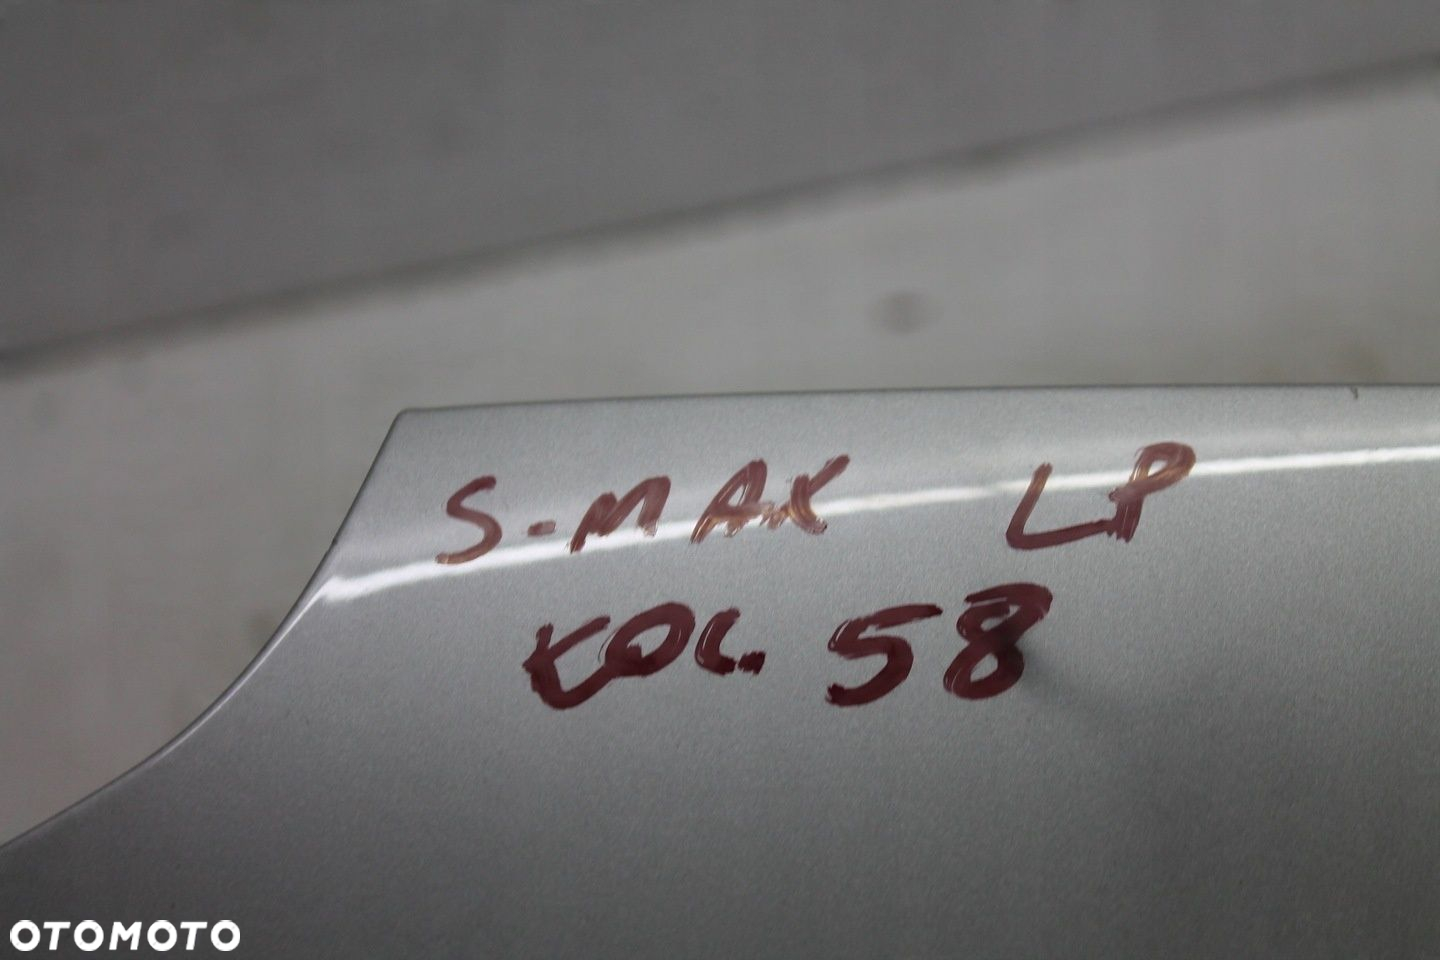 S-MAX LP
KOL. 58
OTOMOTO